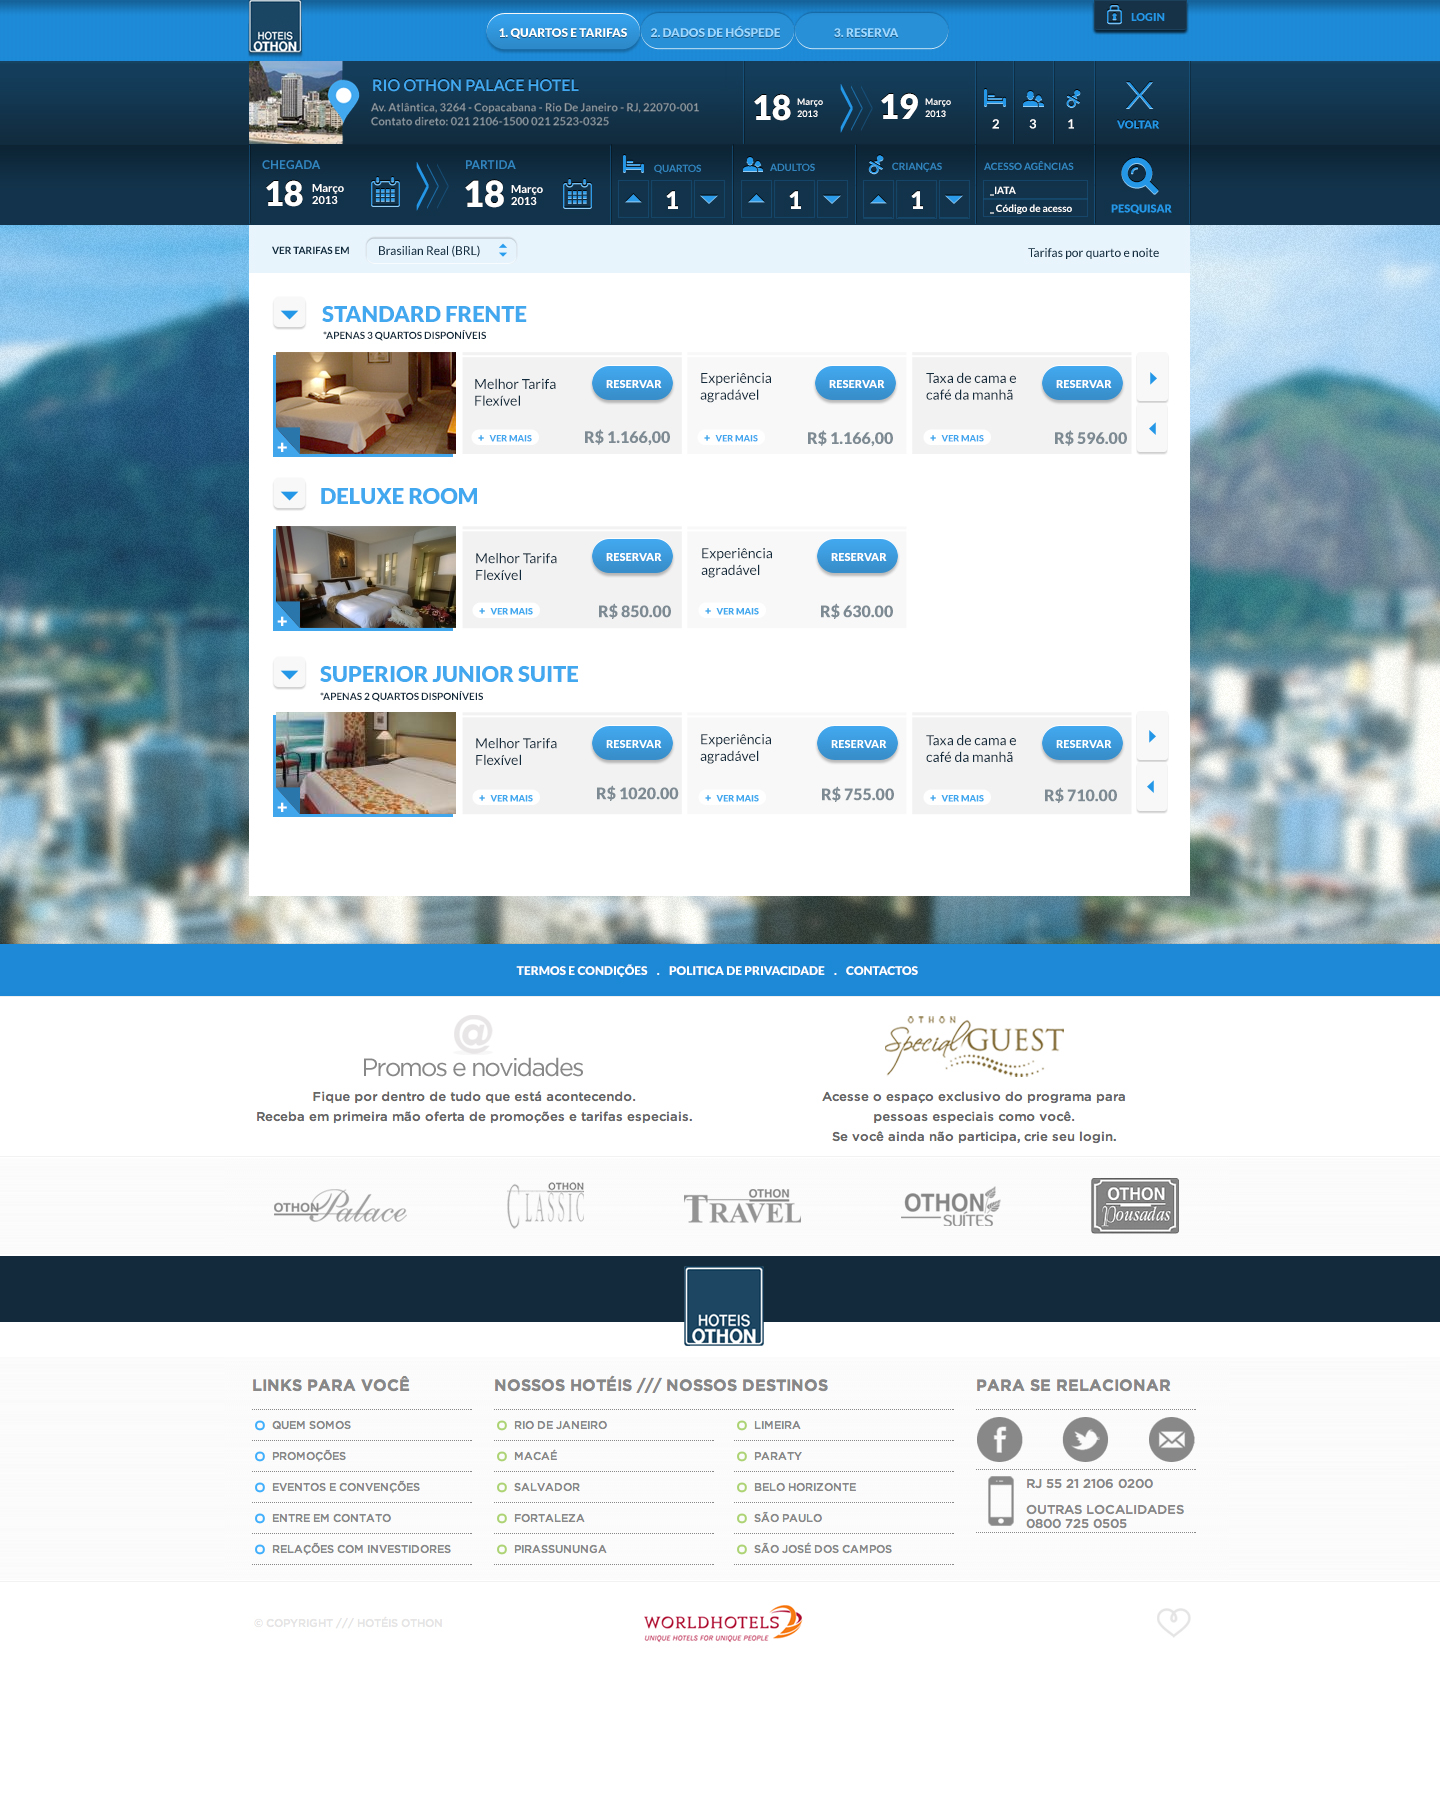 HOTEIS
OTHON
1. QUARTOS E TARIFAS
2. DADOS DE HÓSPEDE
3. RESERVA
LOGIN
RIO OTHON PALACE HOTEL
Av. Atlântica, 3264 - Copacabana - Rio De Janeiro - RJ, 22070-001
Contato direto: 021 2106-1500 021 2523-0325
18 Março 2013
19 Março 2013
2
3
1
VOLTAR
CHEGADA
18 Março 2013
PARTIDA
18 Março 2013
QUARTOS
1
ADULTOS
1
CRIANÇAS
1
ACESSO AGÊNCIAS
_IATA
_ Código de acesso
PESQUISAR
VER TARIFAS EM
Brasilian Real (BRL)
Tarifas por quarto e noite
STANDARD FRENTE
*APENAS 3 QUARTOS DISPONÍVEIS
Melhor Tarifa
Flexível
RESERVAR
+ VER MAIS
R$ 1.166,00
Experiência
agradável
RESERVAR
+ VER MAIS
R$ 1.166,00
Taxa de cama e
café da manhã
RESERVAR
+ VER MAIS
R$ 596.00
DELUXE ROOM
Melhor Tarifa
Flexível
RESERVAR
+ VER MAIS
R$ 850.00
Experiência
agradável
RESERVAR
+ VER MAIS
R$ 630.00
SUPERIOR JUNIOR SUITE
*APENAS 2 QUARTOS DISPONÍVEIS
Melhor Tarifa
Flexível
RESERVAR
+ VER MAIS
R$ 1020.00
Experiência
agradável
RESERVAR
+ VER MAIS
R$ 755.00
Taxa de cama e
café da manhã
RESERVAR
+ VER MAIS
R$ 710.00
TERMOS E CONDIÇÕES . POLITICA DE PRIVACIDADE . CONTACTOS
@
Promos e novidades
Fique por dentro de tudo que está acontecendo.
Receba em primeira mão oferta de promoções e tarifas especiais.
OTHON
Special GUEST
Acesse o espaço exclusivo do programa para
pessoas especiais como você.
Se você ainda não participa, crie seu login.
OTHON Palace
OTHON
CLASSIC
OTHON
TRAVEL
OTHON
SUÍTES
OTHON
Pousadas
HOTEIS
OTHON
LINKS PARA VOCÊ
QUEM SOMOS
PROMOÇÕES
EVENTOS E CONVENÇÕES
ENTRE EM CONTATO
RELAÇÕES COM INVESTIDORES
NOSSOS HOTÉIS /// NOSSOS DESTINOS
RIO DE JANEIRO
MACAÉ
SALVADOR
FORTALEZA
PIRASSUNUNGA
LIMEIRA
PARATY
BELO HORIZONTE
SÃO PAULO
SÃO JOSÉ DOS CAMPOS
PARA SE RELACIONAR
RJ 55 21 2106 0200
OUTRAS LOCALIDADES
0800 725 0505
© COPYRIGHT /// HOTÉIS OTHON
WORLDHOTELS
UNIQUE HOTELS FOR UNIQUE PEOPLE